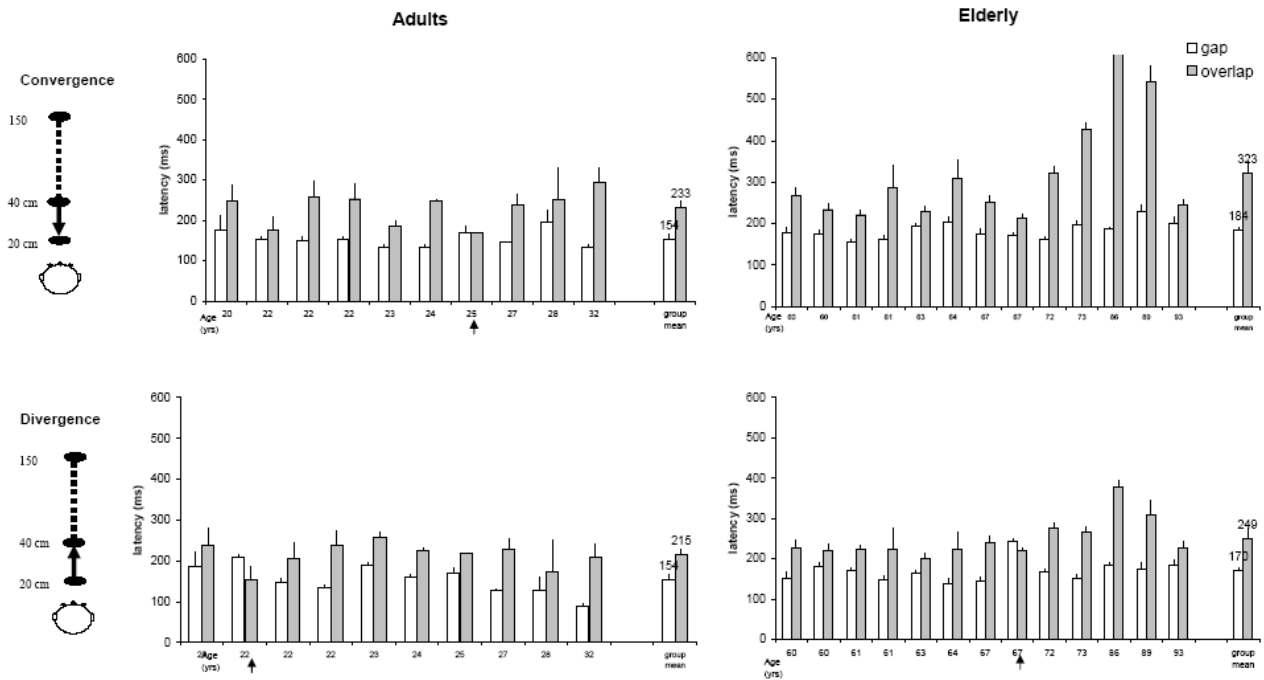 Adults
Elderly
gap
overlap
Convergence
150
40 cm
20 cm
latency (ms)
600
500
400
300
200
100
0
154
233
Age (yrs)
20 22 22 22 23 24 25 27 28 32
group mean
latency (ms)
600
500
400
300
200
100
0
184
323
Age (yrs)
60 60 61 61 63 64 67 67 72 73 86 89 93
group mean
Divergence
150
40 cm
20 cm
latency (ms)
600
500
400
300
200
100
0
154
215
Age (yrs)
22 22 22 23 24 25 27 28 32
group mean
latency (ms)
600
500
400
300
200
100
0
170
249
Age (yrs)
60 60 61 61 63 64 67 67 72 73 86 89 93
group mean